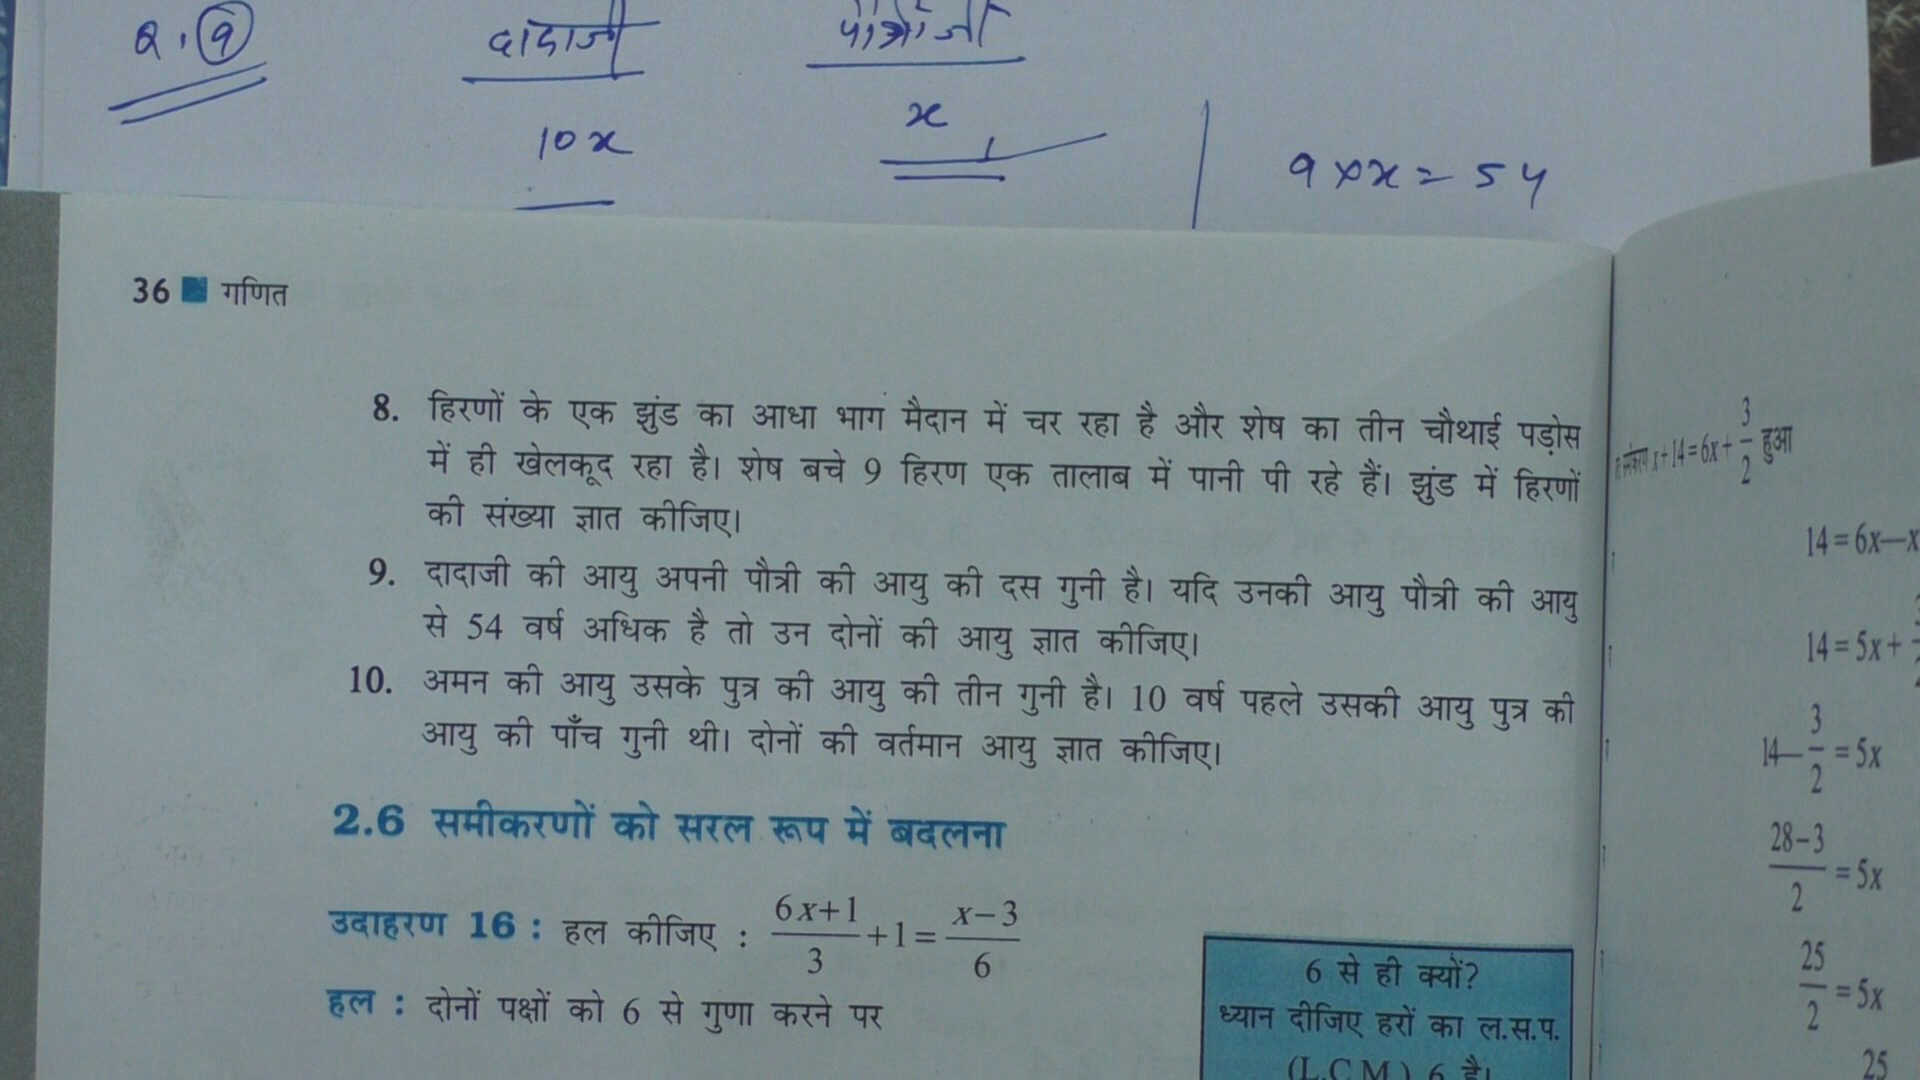 Q. 9
दादाजी
पौत्री जी
10x
x
9 × x = 54
36 गणित
8. हिरणों के एक झुंड का आधा भाग मैदान में चर रहा है और शेष का तीन चौथाई पड़ोस
में ही खेलकूद रहा है। शेष बचे 9 हिरण एक तालाब में पानी पी रहे हैं। झुंड में हिरणों
की संख्या ज्ञात कीजिए।
9. दादाजी की आयु अपनी पौत्री की आयु की दस गुनी है। यदि उनकी आयु पौत्री की आयु
से 54 वर्ष अधिक है तो उन दोनों की आयु ज्ञात कीजिए।
10. अमन की आयु उसके पुत्र की आयु की तीन गुनी है। 10 वर्ष पहले उसकी आयु पुत्र की
आयु की पाँच गुनी थी। दोनों की वर्तमान आयु ज्ञात कीजिए।
2.6 समीकरणों को सरल रूप में बदलना
उदाहरण 16 : हल कीजिए : (6x+1)/3 +1= (x-3)/6
हल : दोनों पक्षों को 6 से गुणा करने पर
6 से ही क्यों?
ध्यान दीजिए हरों का ल.स.प.
(L.C.M.) 6 है।
x+14=6x+ 3/2 हुआ
14=6x-x
14=5x+
14- 3/2 =5x
(28-3)/2 =5x
25/2 =5x
25